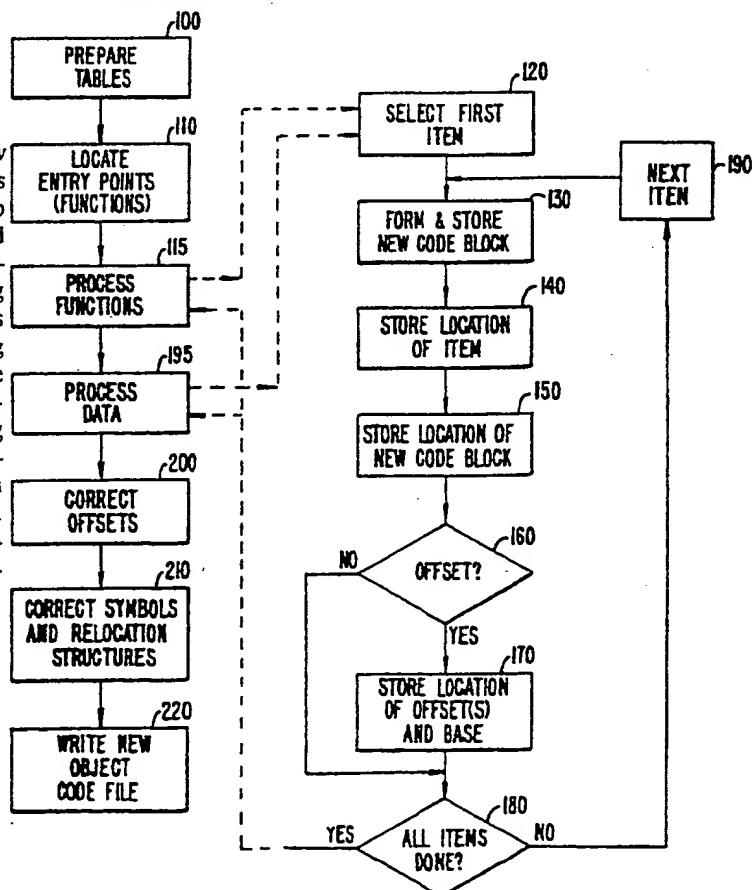 100
PREPARE
TABLES
110
LOCATE
ENTRY POINTS
(FUNCTIONS)
115
PROCESS
FUNCTIONS
195
PROCESS
DATA
200
CORRECT
OFFSETS
210
CORRECT SYMBOLS
AND RELOCATION
STRUCTURES
220
WRITE NEW
OBJECT
CODE FILE
120
SELECT FIRST
ITEM
130
FORM & STORE
NEW CODE BLOCK
140
STORE LOCATION
OF ITEM
150
STORE LOCATION OF
NEW CODE BLOCK
160
OFFSET?
NO
YES
170
STORE LOCATION
OF OFFSET(S)
AND BASE
180
ALL ITEMS
DONE?
YES
NO
NEXT
ITEM
190